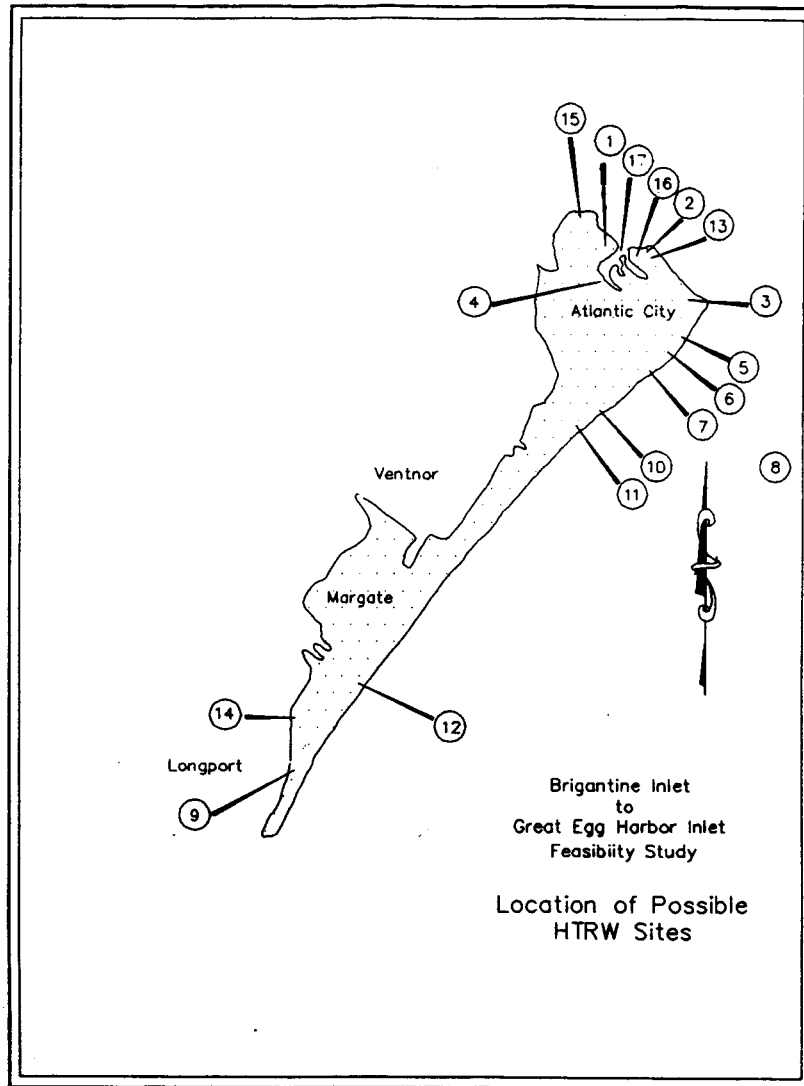 15
1
17
16
2
13
4
Atlantic City
3
5
6
7
10
8
11
Ventnor
Margate
14
12
Longport
9
Brigantine Inlet
to
Great Egg Harbor Inlet
Feasibiity Study
Location of Possible
HTRW Sites